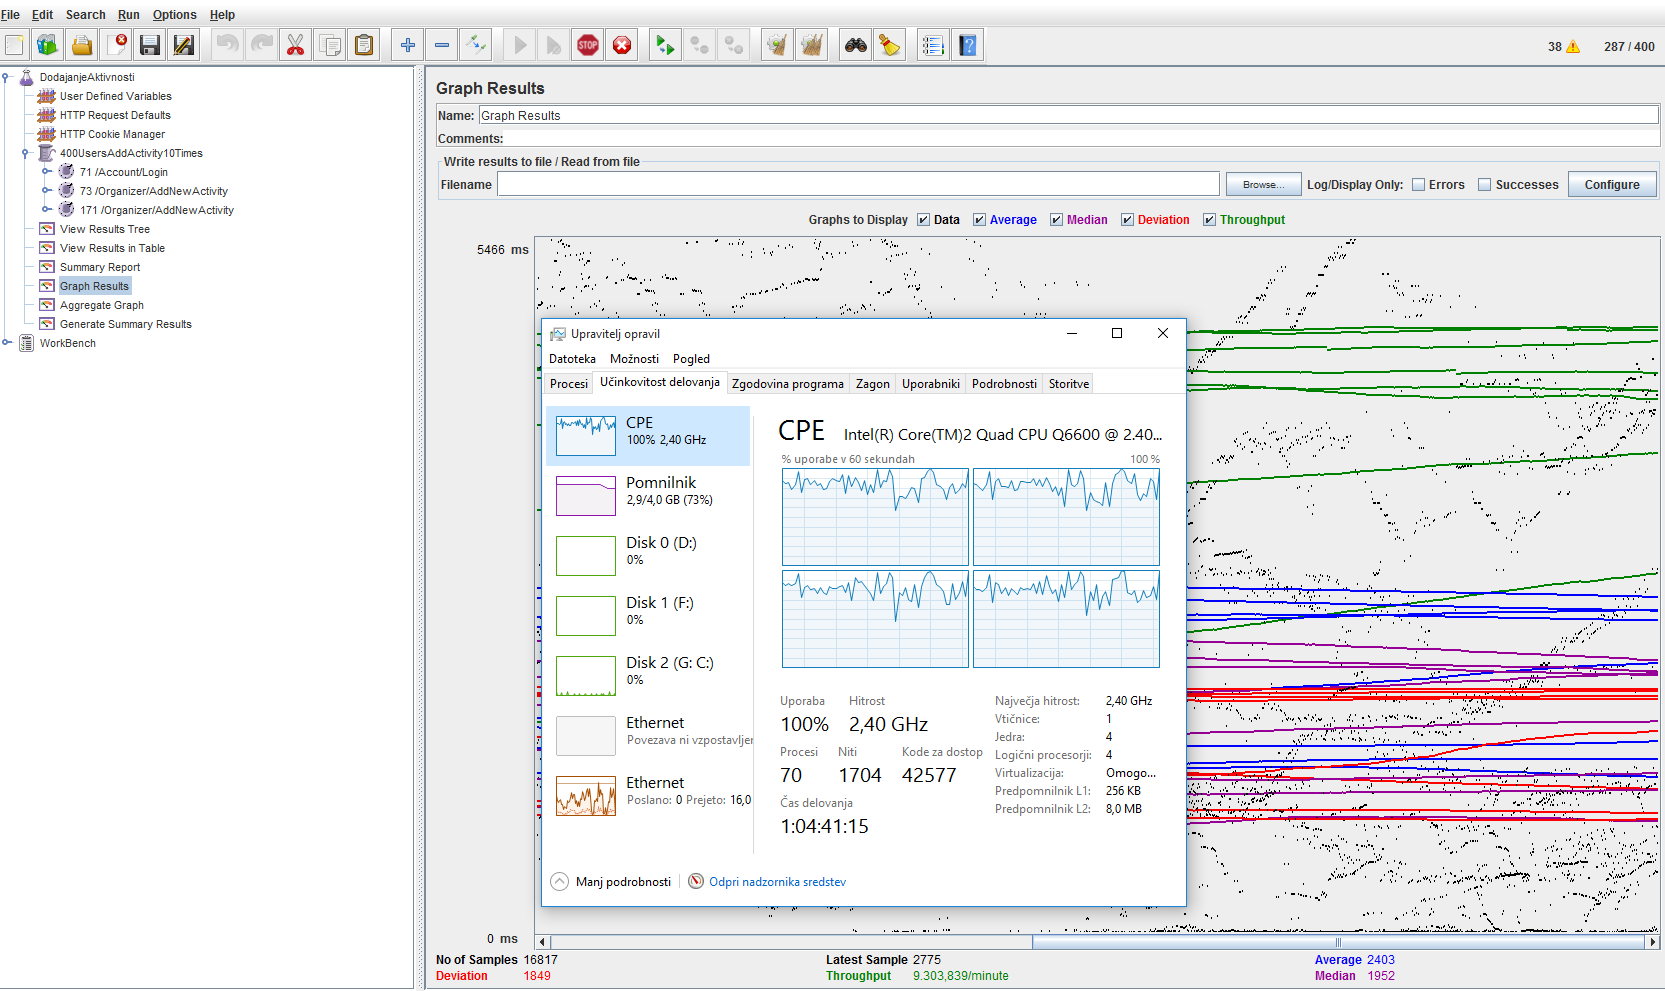 File Edit Search Run Options Help
38 287 / 400
DodajanjeAktivnosti
User Defined Variables
HTTP Request Defaults
HTTP Cookie Manager
400UsersAddActivity10Times
71 /Account/Login
73 /Organizer/AddNewActivity
171 /Organizer/AddNewActivity
View Results Tree
View Results in Table
Summary Report
Graph Results
Aggregate Graph
Generate Summary Results
WorkBench
Graph Results
Name: Graph Results
Comments:
Write results to file / Read from file
Filename Browse... Log/Display Only: Errors Successes Configure
Graphs to Display Data Average Median Deviation Throughput
5466 ms
0 ms
No of Samples 16817 Latest Sample 2775 Average 2403
Deviation 1849 Throughput 9.303,839/minute Median 1952
Upravitelj opravil
Datoteka Možnosti Pogled
Procesi Učinkovitost delovanja Zgodovina programa Zagon Uporabniki Podrobnosti Storitve
CPE
100% 2,40 GHz
Pomnilnik
2,9/4,0 GB (73%)
Disk 0 (D:)
0%
Disk 1 (F:)
0%
Disk 2 (G: C:)
0%
Ethernet
Povezava ni vzpostavljen
Ethernet
Poslano: 0 Prejeto: 16,0
CPE Intel(R) Core(TM)2 Quad CPU Q6600 @ 2.40...
% uporabe v 60 sekundah 100 %
Uporaba Hitrost
100% 2,40 GHz
Procesi Niti Kode za dostop
70 1704 42577
Čas delovanja
1:04:41:15
Največja hitrost: 2,40 GHz
Vtičnice: 1
Jedra: 4
Logični procesorji: 4
Virtualizacija: Omogo...
Predpomnilnik L1: 256 KB
Predpomnilnik L2: 8,0 MB
Manj podrobnosti Odpri nadzornika sredstev
STOP